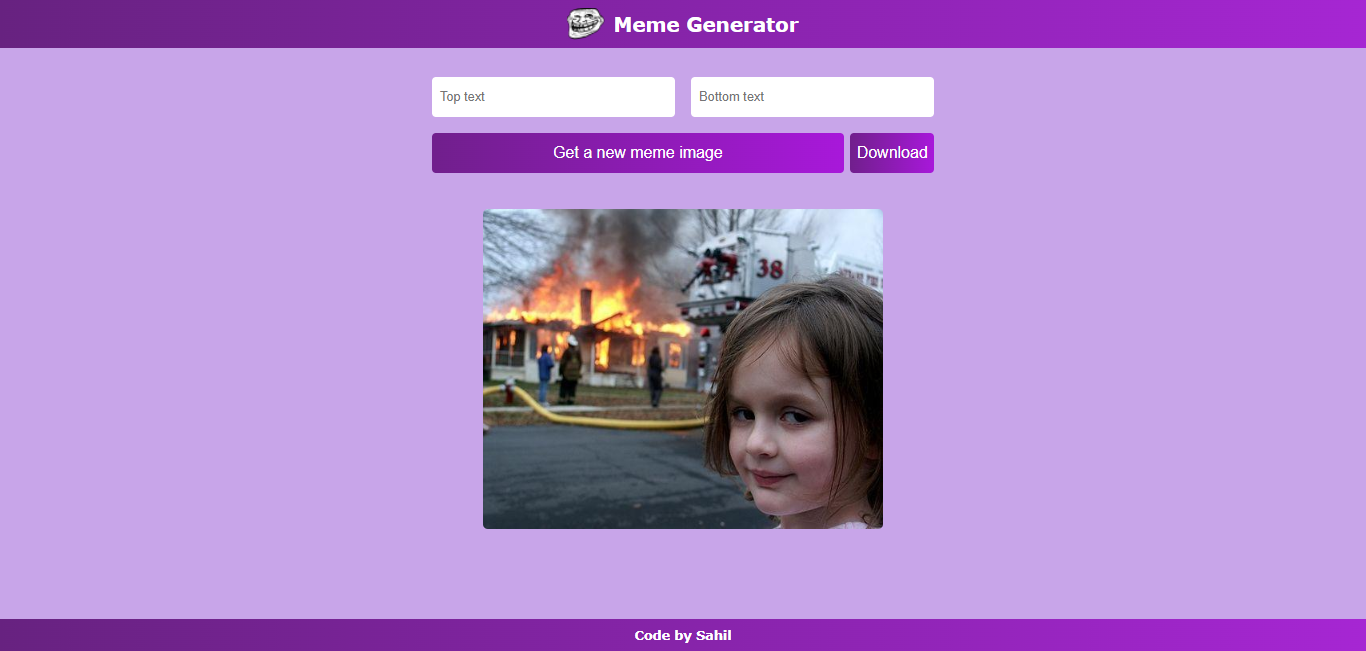 Meme Generator
Top text
Bottom text
Get a new meme image
Download
38
Code by Sahil